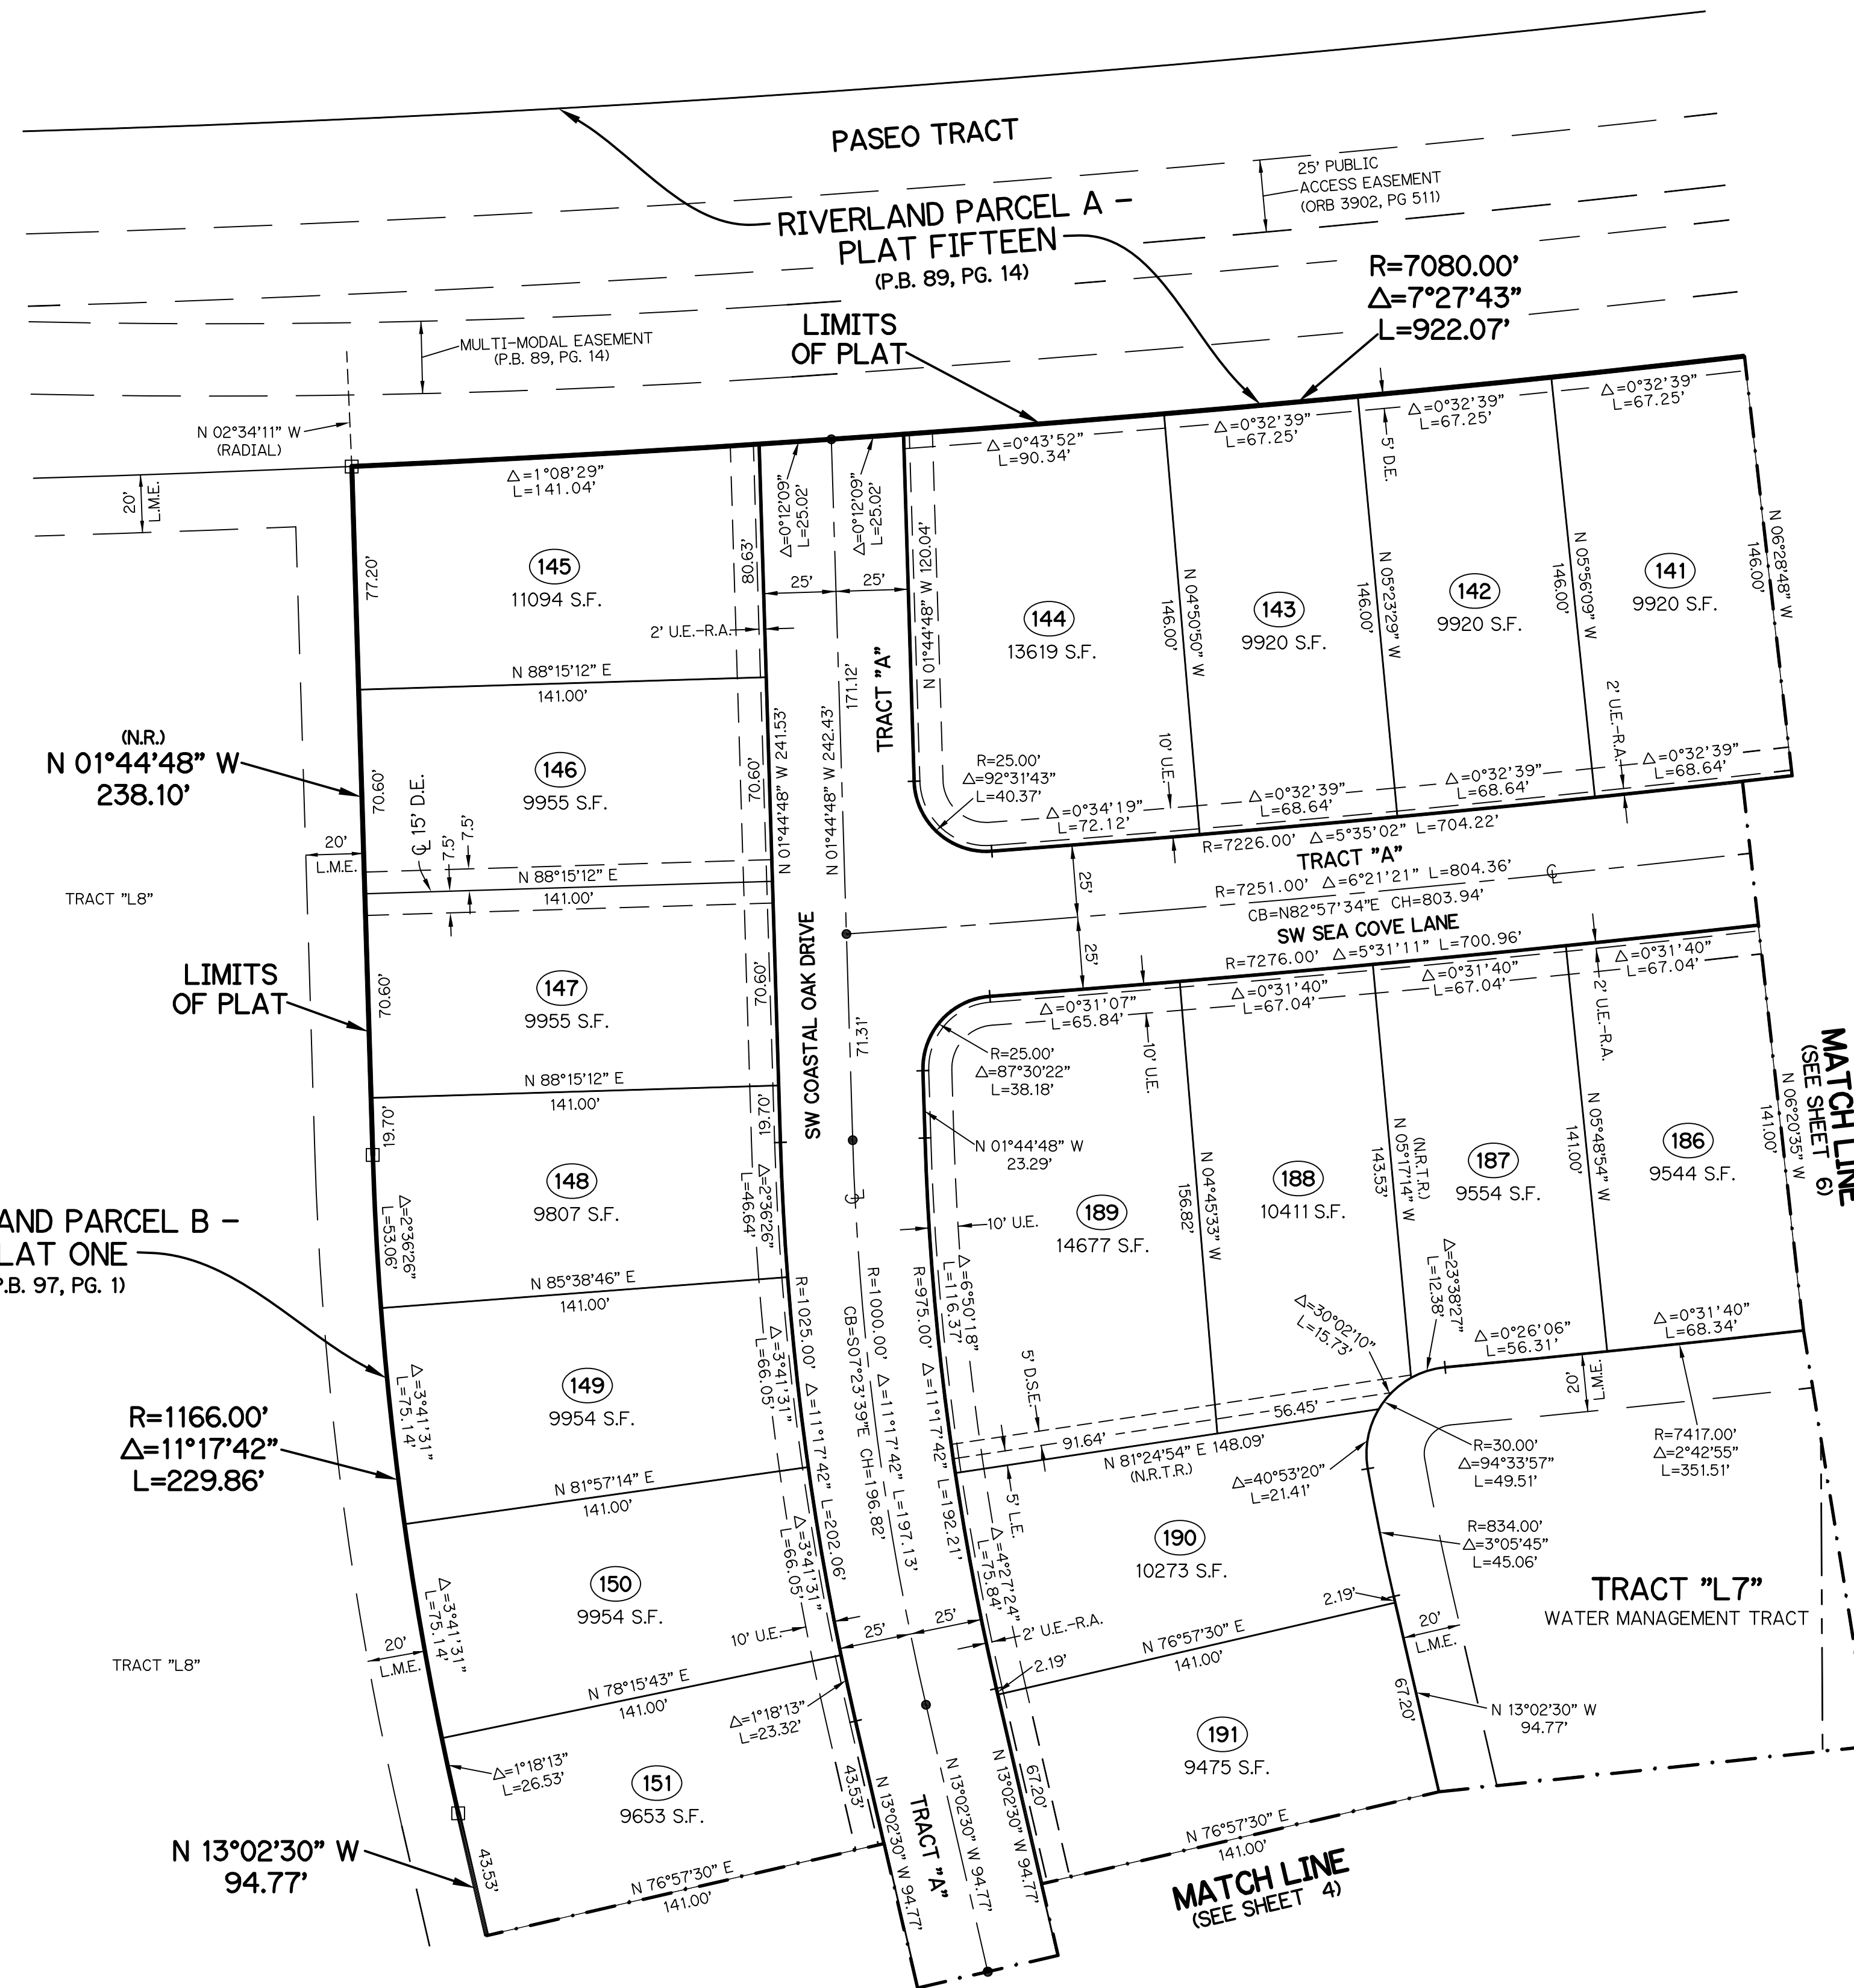 PASEO TRACT
25' PUBLIC
ACCESS EASEMENT
(ORB 3902, PG 511)
RIVERLAND PARCEL A -
PLAT FIFTEEN
(P.B. 89, PG. 14)
R=7080.00'
Δ=7°27'43"
L=922.07'
LIMITS
OF PLAT
MULTI-MODAL EASEMENT
(P.B. 89, PG. 14)
N 02°34'11" W
(RADIAL)
20'
L.M.E.
Δ=1°08'29"
L=141.04'
Δ=0°12'09"
L=25.02'
Δ=0°12'09"
L=25.02'
Δ=0°43'52"
L=90.34'
Δ=0°32'39"
L=67.25'
Δ=0°32'39"
L=67.25'
Δ=0°32'39"
L=67.25'
5' D.E.
77.20'
145
11094 S.F.
80.63'
25'
25'
2' U.E.-R.A.
N 01°44'48" W 120.04'
144
13619 S.F.
N 04°50'50" W
146.00'
143
9920 S.F.
N 05°23'29" W
146.00'
142
9920 S.F.
N 05°56'09" W
146.00'
141
9920 S.F.
N 06°28'48" W
146.00'
N 88°15'12" E
141.00'
171.12'
TRACT "A"
(N.R.)
N 01°44'48" W
238.10'
70.60'
146
9955 S.F.
70.60'
N 01°44'48" W 241.53'
N 01°44'48" W 242.43'
R=25.00'
Δ=92°31'43"
L=40.37'
10' U.E.
2' U.E.-R.A.
Δ=0°34'19"
L=72.12'
Δ=0°32'39"
L=68.64'
Δ=0°32'39"
L=68.64'
Δ=0°32'39"
L=68.64'
R=7226.00' Δ=5°35'02" L=704.22'
TRACT "A"
R=7251.00' Δ=6°21'21" L=804.36'
CB=N82°57'34"E CH=803.94'
SW SEA COVE LANE
R=7276.00' Δ=5°31'11" L=700.96'
25'
25'
℄ 15' D.E.
7.5'
7.5'
20'
L.M.E.
TRACT "L8"
N 88°15'12" E
141.00'
LIMITS
OF PLAT
70.60'
147
9955 S.F.
70.60'
SW COASTAL OAK DRIVE
71.31'
Δ=0°31'07"
L=65.84'
Δ=0°31'40"
L=67.04'
Δ=0°31'40"
L=67.04'
Δ=0°31'40"
L=67.04'
2' U.E.-R.A.
10' U.E.
R=25.00'
Δ=87°30'22"
L=38.18'
N 01°44'48" W
23.29'
N 88°15'12" E
141.00'
19.70'
19.70'
148
9807 S.F.
Δ=2°36'26"
L=53.06'
Δ=2°36'26"
L=46.64'
10' U.E.
189
14677 S.F.
N 04°45'33" W
156.82'
188
10411 S.F.
(N.R.T.R.)
N 05°17'14" W
143.53'
187
9554 S.F.
N 05°48'54" W
141.00'
186
9544 S.F.
N 06°20'35" W
141.00'
MATCH LINE
(SEE SHEET 6)
AND PARCEL B -
LAT ONE
P.B. 97, PG. 1)
N 85°38'46" E
141.00'
R=1166.00'
Δ=11°17'42"
L=229.86'
Δ=3°41'31"
L=75.14'
149
9954 S.F.
Δ=3°41'31"
L=66.05'
R=1025.00' Δ=11°17'42" L=202.06'
R=1000.00' Δ=11°17'42" L=197.13'
CB=S07°23'39"E CH=196.82'
R=975.00' Δ=11°17'42" L=192.21'
Δ=6°50'18"
L=116.37'
5' D.S.E.
Δ=30°02'10"
L=15.73'
Δ=23°38'27"
L=12.38'
Δ=0°26'06"
L=56.31'
Δ=0°31'40"
L=68.34'
20'
L.M.E.
R=7417.00'
Δ=2°42'55"
L=351.51'
R=30.00'
Δ=94°33'57"
L=49.51'
56.45'
91.64'
N 81°24'54" E 148.09'
(N.R.T.R.)
Δ=40°53'20"
L=21.41'
5' L.E.
N 81°57'14" E
141.00'
Δ=3°41'31"
L=75.14'
150
9954 S.F.
Δ=3°41'31"
L=66.05'
190
10273 S.F.
Δ=4°27'24"
L=75.84'
R=834.00'
Δ=3°05'45"
L=45.06'
TRACT "L7"
WATER MANAGEMENT TRACT
2.19'
20'
L.M.E.
10' U.E.
25'
25'
2' U.E.-R.A.
2.19'
N 76°57'30" E
141.00'
20'
L.M.E.
TRACT "L8"
N 78°15'43" E
141.00'
Δ=1°18'13"
L=23.32'
Δ=1°18'13"
L=26.53'
151
9653 S.F.
43.53'
N 13°02'30" W 94.77'
TRACT "A"
N 13°02'30" W 94.77'
N 13°02'30" W 94.77'
67.20'
191
9475 S.F.
67.20'
N 13°02'30" W
94.77'
N 13°02'30" W
94.77'
43.53'
N 76°57'30" E
141.00'
N 76°57'30" E
141.00'
MATCH LINE
(SEE SHEET 4)
℄
℄